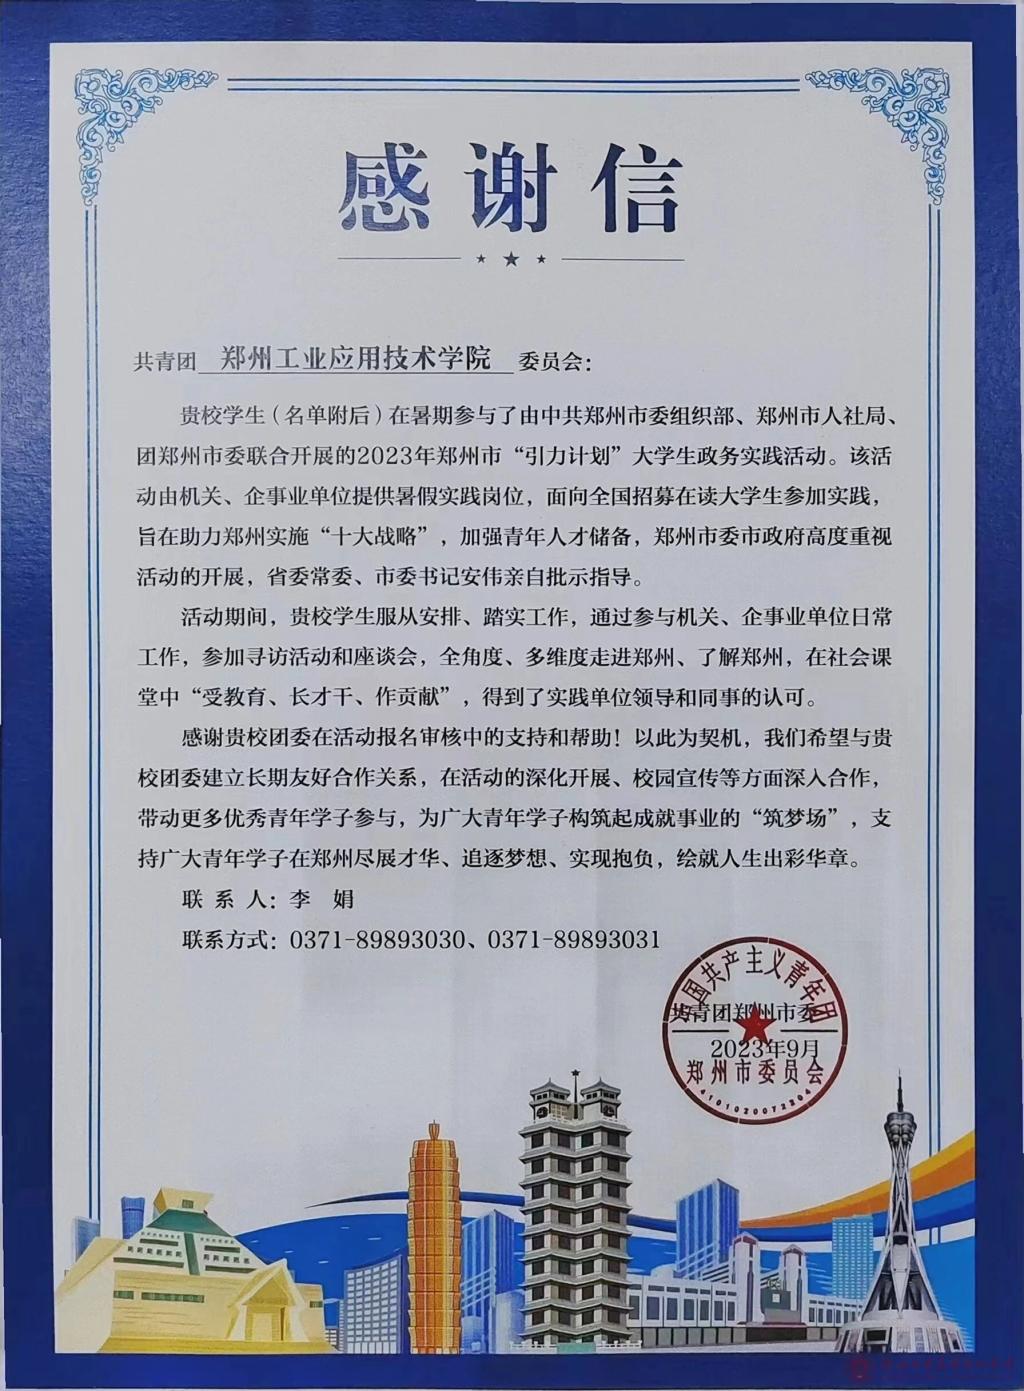 感谢信
共青团 郑州工业应用技术学院 委员会：
贵校学生（名单附后）在暑期参与了由中共郑州市委组织部、郑州市人社局、
团郑州市委联合开展的2023年郑州市“引力计划”大学生政务实践活动。该活
动由机关、企事业单位提供暑假实践岗位，面向全国招募在读大学生参加实践，
旨在助力郑州实施“十大战略”，加强青年人才储备，郑州市委市政府高度重视
活动的开展，省委常委、市委书记安伟亲自批示指导。
活动期间，贵校学生服从安排、踏实工作，通过参与机关、企事业单位日常
工作，参加寻访活动和座谈会，全角度、多维度走进郑州、了解郑州，在社会课
堂中“受教育、长才干、作贡献”，得到了实践单位领导和同事的认可。
感谢贵校团委在活动报名审核中的支持和帮助！以此为契机，我们希望与贵
校团委建立长期友好合作关系，在活动的深化开展、校园宣传等方面深入合作，
带动更多优秀青年学子参与，为广大青年学子构筑起成就事业的“筑梦场”，支
持广大青年学子在郑州尽展才华、追逐梦想、实现抱负，绘就人生出彩华章。
联 系 人：李 娟
联系方式：0371-89893030、0371-89893031
中国共产主义青年团
共青团郑州市委
2023年9月
郑州市委员会
4101020072204